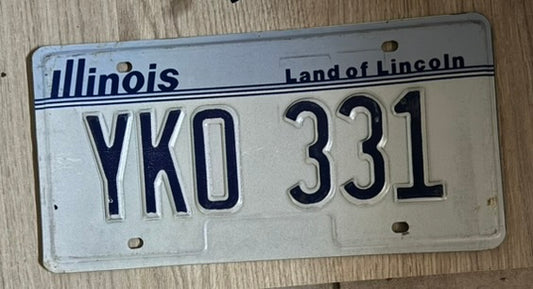 Illinois Land of Lincoln
YKO 331